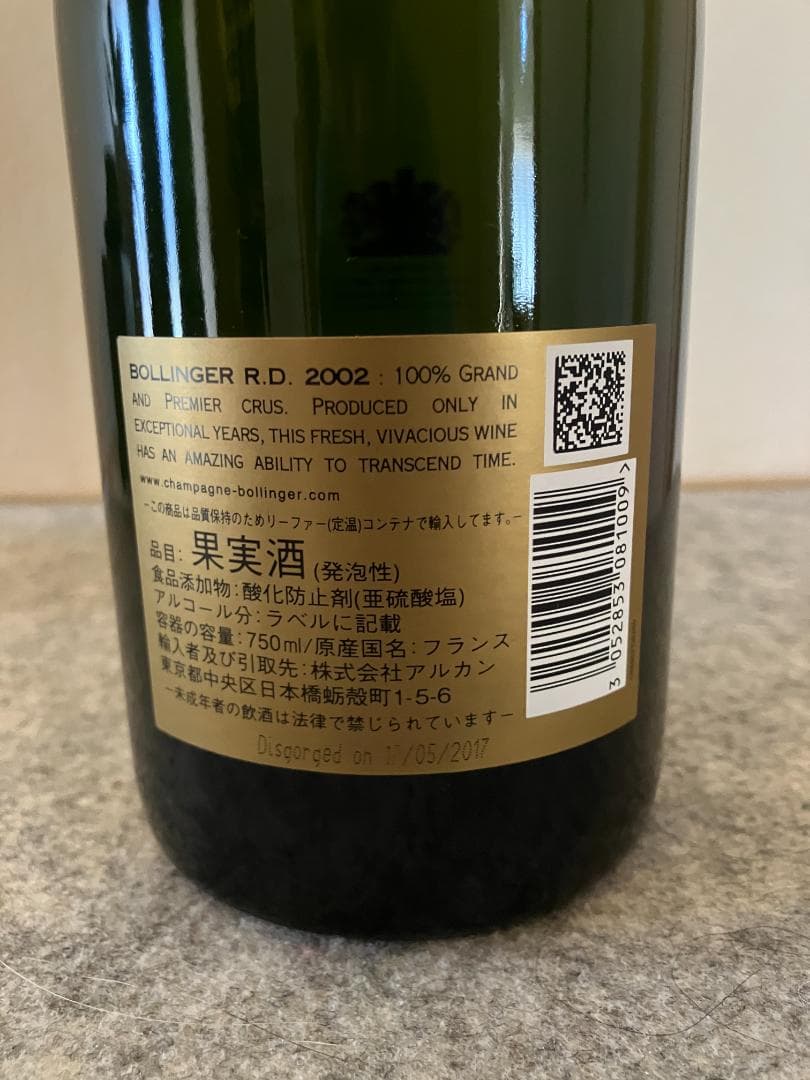 BOLLINGER R.D. 2002 : 100% GRAND
AND PREMIER CRUS. PRODUCED ONLY IN
EXCEPTIONAL YEARS, THIS FRESH, VIVACIOUS WINE
HAS AN AMAZING ABILITY TO TRANSCEND TIME.
www.champagne-bollinger.com
−この商品は品質保持のためリーファー(定温)コンテナで輸入してます。−
品目: 果実酒 (発泡性)
食品添加物:酸化防止剤(亜硫酸塩)
アルコール分:ラベルに記載
容器の容量:750ml/原産国名:フランス
輸入者及び引取先:株式会社アルカン
東京都中央区日本橋蛎殻町1-5-6
−未成年者の飲酒は法律で禁じられています−
Disgorged on /05/2017
3 052853 081009 >